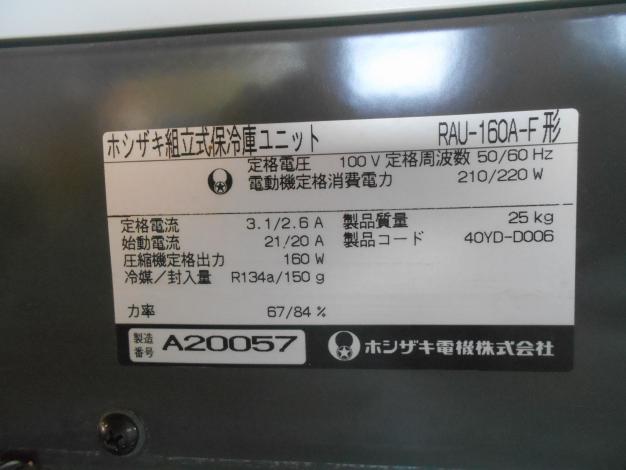 ホシザキ組立式保冷庫ユニット RAU-160A-F形
定格電圧 100V 定格周波数 50/60 Hz
電動機定格消費電力 210/220 W
定格電流 3.1/2.6 A 製品質量 25 kg
始動電流 21/20 A 製品コード 40YD-D006
圧縮機定格出力 160 W
冷媒/封入量 R134a/150 g
力率 67/84 %
製造番号 A20057 ホシザキ電機株式会社